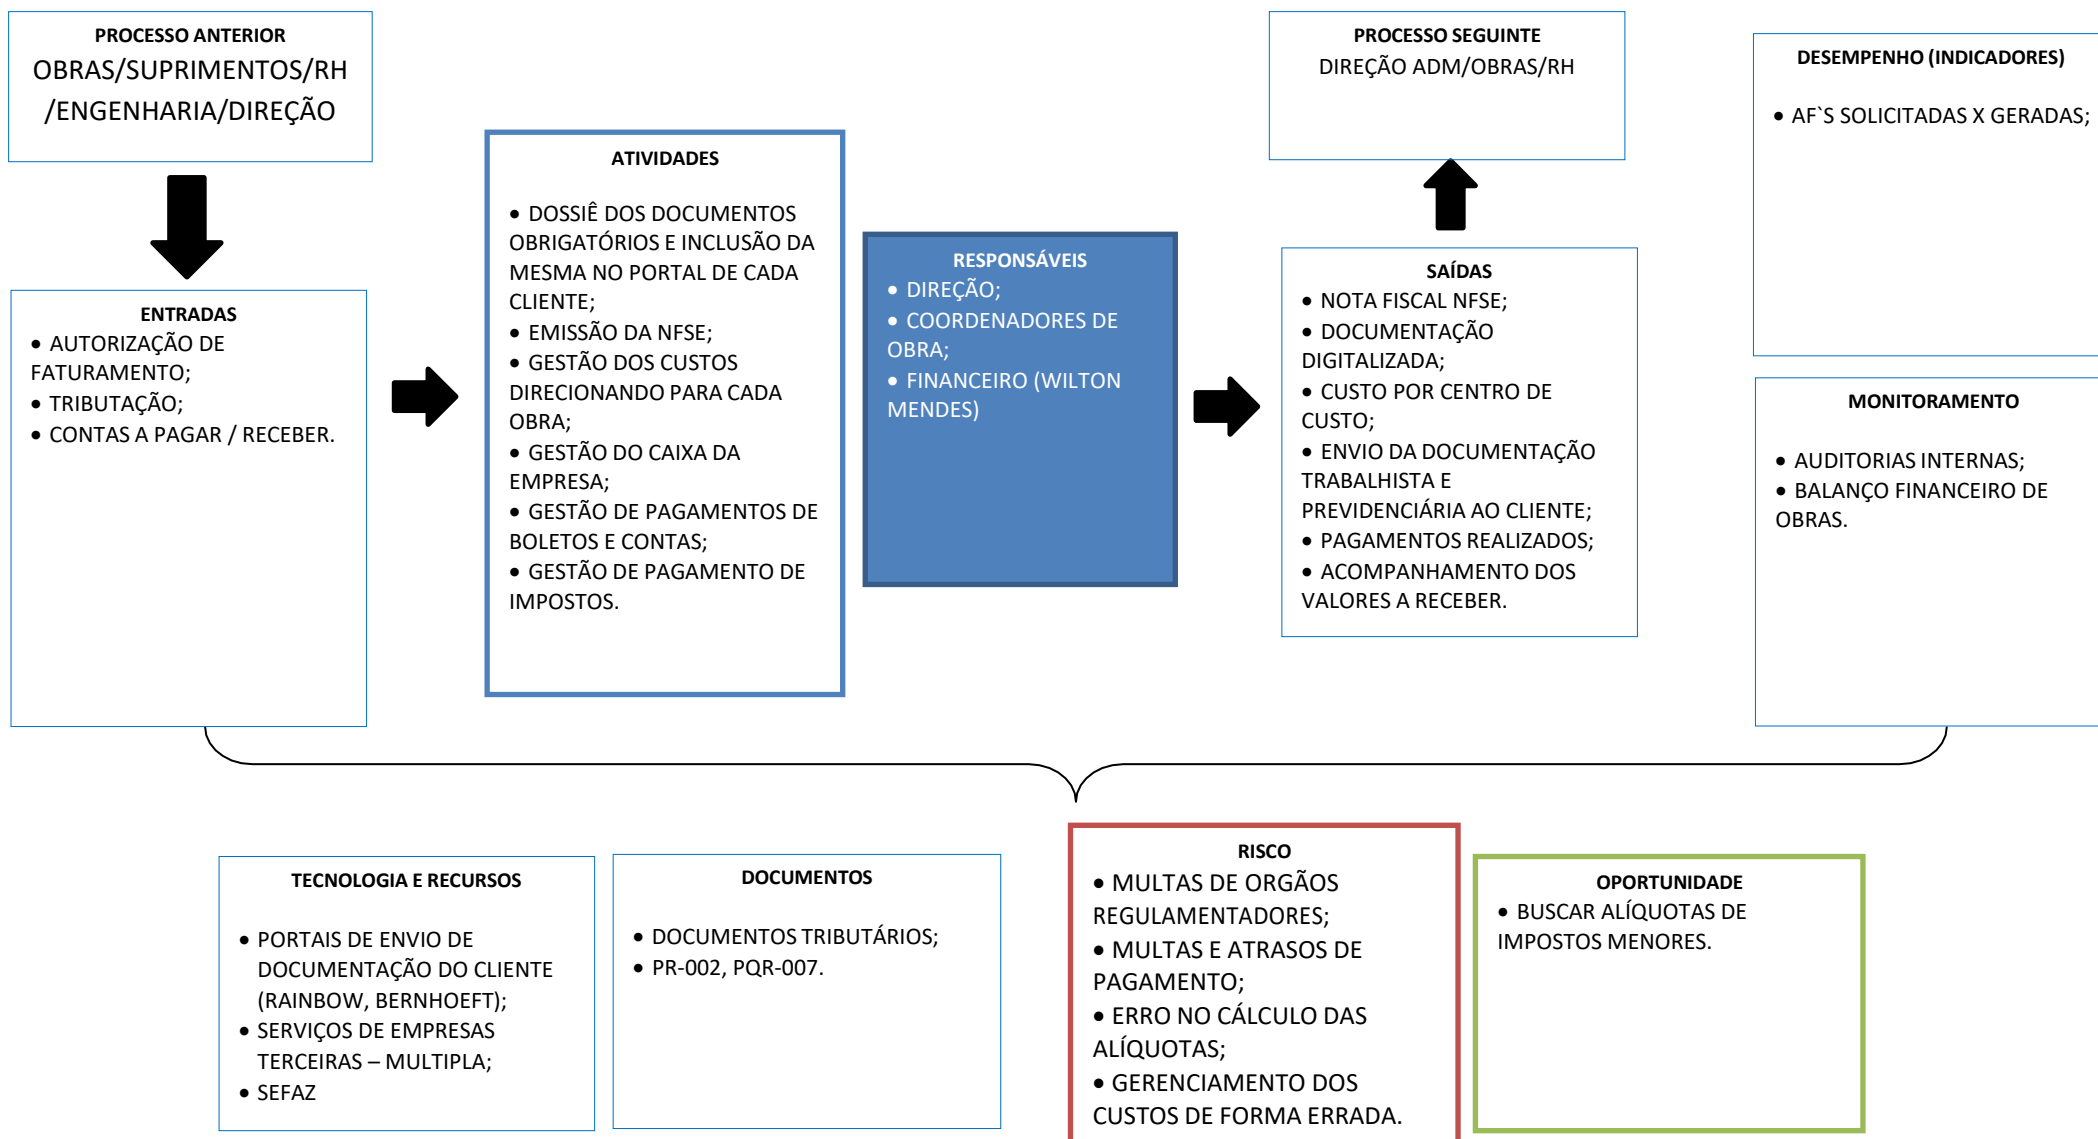 PROCESSO ANTERIOR
OBRAS/SUPRIMENTOS/RH
/ENGENHARIA/DIREÇÃO
PROCESSO SEGUINTE
DIREÇÃO ADM/OBRAS/RH
DESEMPENHO (INDICADORES)
• AF`S SOLICITADAS X GERADAS;
ENTRADAS
• AUTORIZAÇÃO DE
FATURAMENTO;
• TRIBUTAÇÃO;
• CONTAS A PAGAR / RECEBER.
ATIVIDADES
• DOSSIÊ DOS DOCUMENTOS
OBRIGATÓRIOS E INCLUSÃO DA
MESMA NO PORTAL DE CADA
CLIENTE;
• EMISSÃO DA NFSE;
• GESTÃO DOS CUSTOS
DIRECIONANDO PARA CADA
OBRA;
• GESTÃO DO CAIXA DA
EMPRESA;
• GESTÃO DE PAGAMENTOS DE
BOLETOS E CONTAS;
• GESTÃO DE PAGAMENTO DE
IMPOSTOS.
RESPONSÁVEIS
• DIREÇÃO;
• COORDENADORES DE
OBRA;
• FINANCEIRO (WILTON
MENDES)
SAÍDAS
• NOTA FISCAL NFSE;
• DOCUMENTAÇÃO
DIGITALIZADA;
• CUSTO POR CENTRO DE
CUSTO;
• ENVIO DA DOCUMENTAÇÃO
TRABALHISTA E
PREVIDENCIÁRIA AO CLIENTE;
• PAGAMENTOS REALIZADOS;
• ACOMPANHAMENTO DOS
VALORES A RECEBER.
MONITORAMENTO
• AUDITORIAS INTERNAS;
• BALANÇO FINANCEIRO DE
OBRAS.
TECNOLOGIA E RECURSOS
• PORTAIS DE ENVIO DE
DOCUMENTAÇÃO DO CLIENTE
(RAINBOW, BERNHOEFT);
• SERVIÇOS DE EMPRESAS
TERCEIRAS – MULTIPLA;
• SEFAZ
DOCUMENTOS
• DOCUMENTOS TRIBUTÁRIOS;
• PR-002, PQR-007.
RISCO
• MULTAS DE ORGÃOS
REGULAMENTADORES;
• MULTAS E ATRASOS DE
PAGAMENTO;
• ERRO NO CÁLCULO DAS
ALÍQUOTAS;
• GERENCIAMENTO DOS
CUSTOS DE FORMA ERRADA.
OPORTUNIDADE
• BUSCAR ALÍQUOTAS DE
IMPOSTOS MENORES.